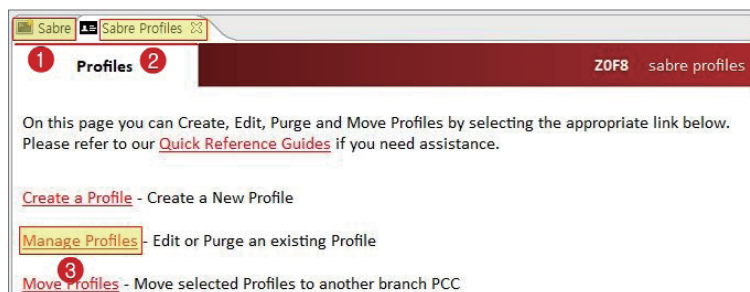 Sabre Sabre Profiles
1 Profiles 2 Z0F8 sabre profiles
On this page you can Create, Edit, Purge and Move Profiles by selecting the appropriate link below.
Please refer to our Quick Reference Guides if you need assistance.
Create a Profile - Create a New Profile
Manage Profiles - Edit or Purge an existing Profile
3
Move Profiles - Move selected Profiles to another branch PCC